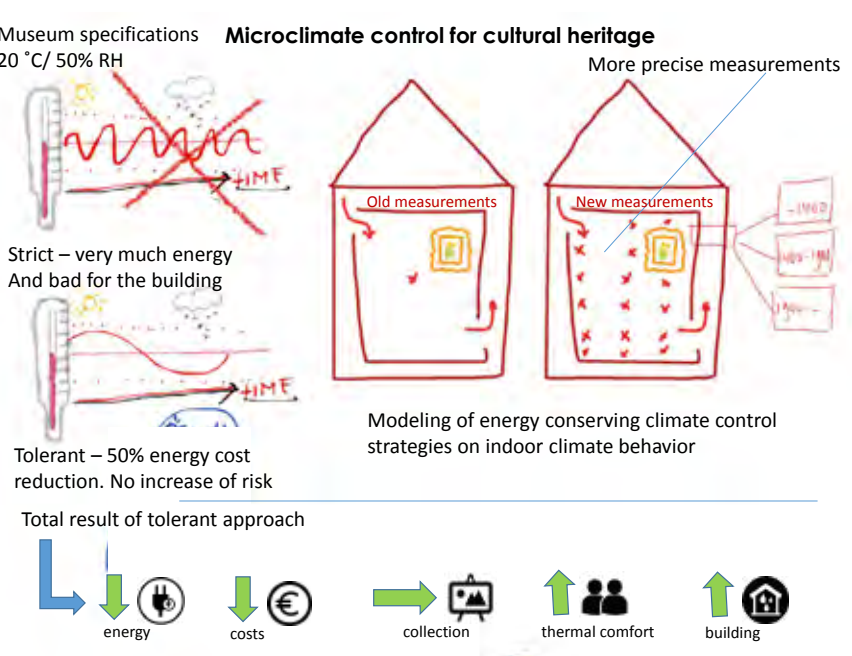 Museum specifications
20 ˚C/ 50% RH
Microclimate control for cultural heritage
More precise measurements
TIME
Strict – very much energy
And bad for the building
Old measurements
New measurements
-1400
1900 -
TIME
Tolerant – 50% energy cost
reduction. No increase of risk
Modeling of energy conserving climate control
strategies on indoor climate behavior
Total result of tolerant approach
energy
costs
collection
thermal comfort
building